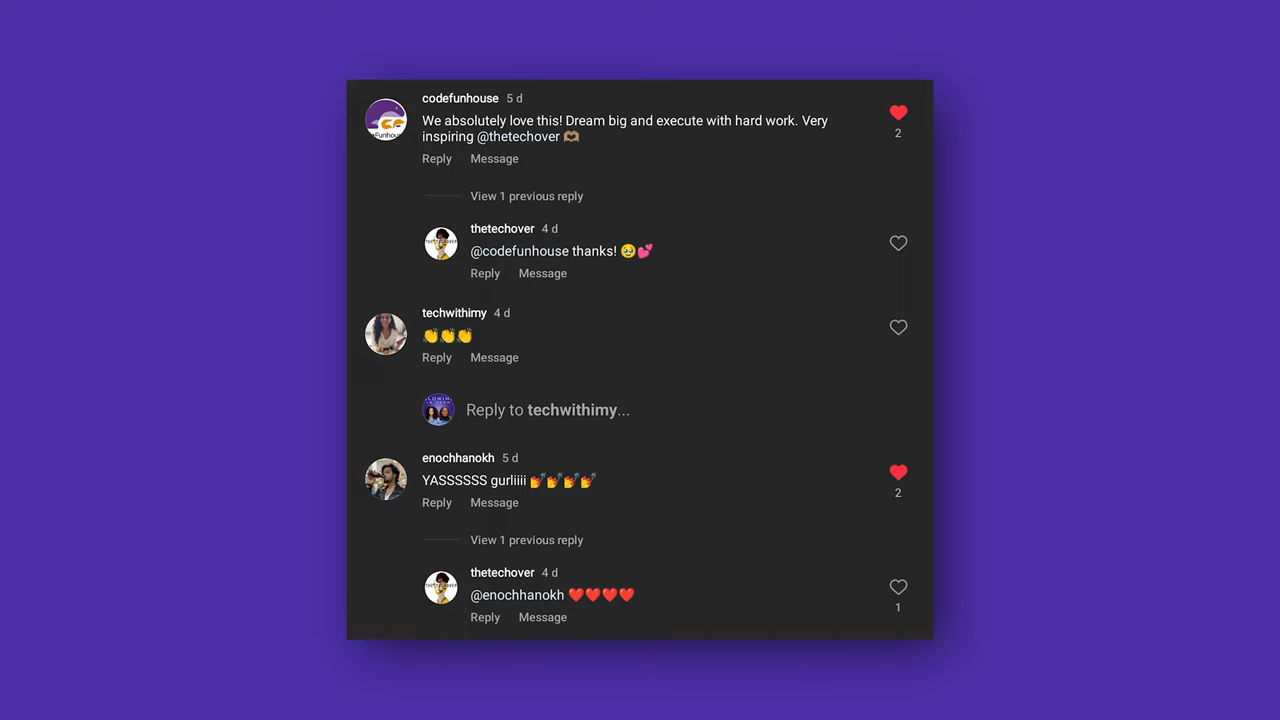 codefunhouse 5 d
We absolutely love this! Dream big and execute with hard work. Very
inspiring @thetechover 🫶🏽
2
Reply Message
View 1 previous reply
thetechover 4 d
@codefunhouse thanks! 🥹💕
Reply Message
techwithimy 4 d
👏👏👏
Reply Message
Reply to techwithimy...
enochhanokh 5 d
YASSSSSS gurliiii 💅💅💅💅
2
Reply Message
View 1 previous reply
thetechover 4 d
@enochhanokh ❤️❤️❤️❤️
1
Reply Message